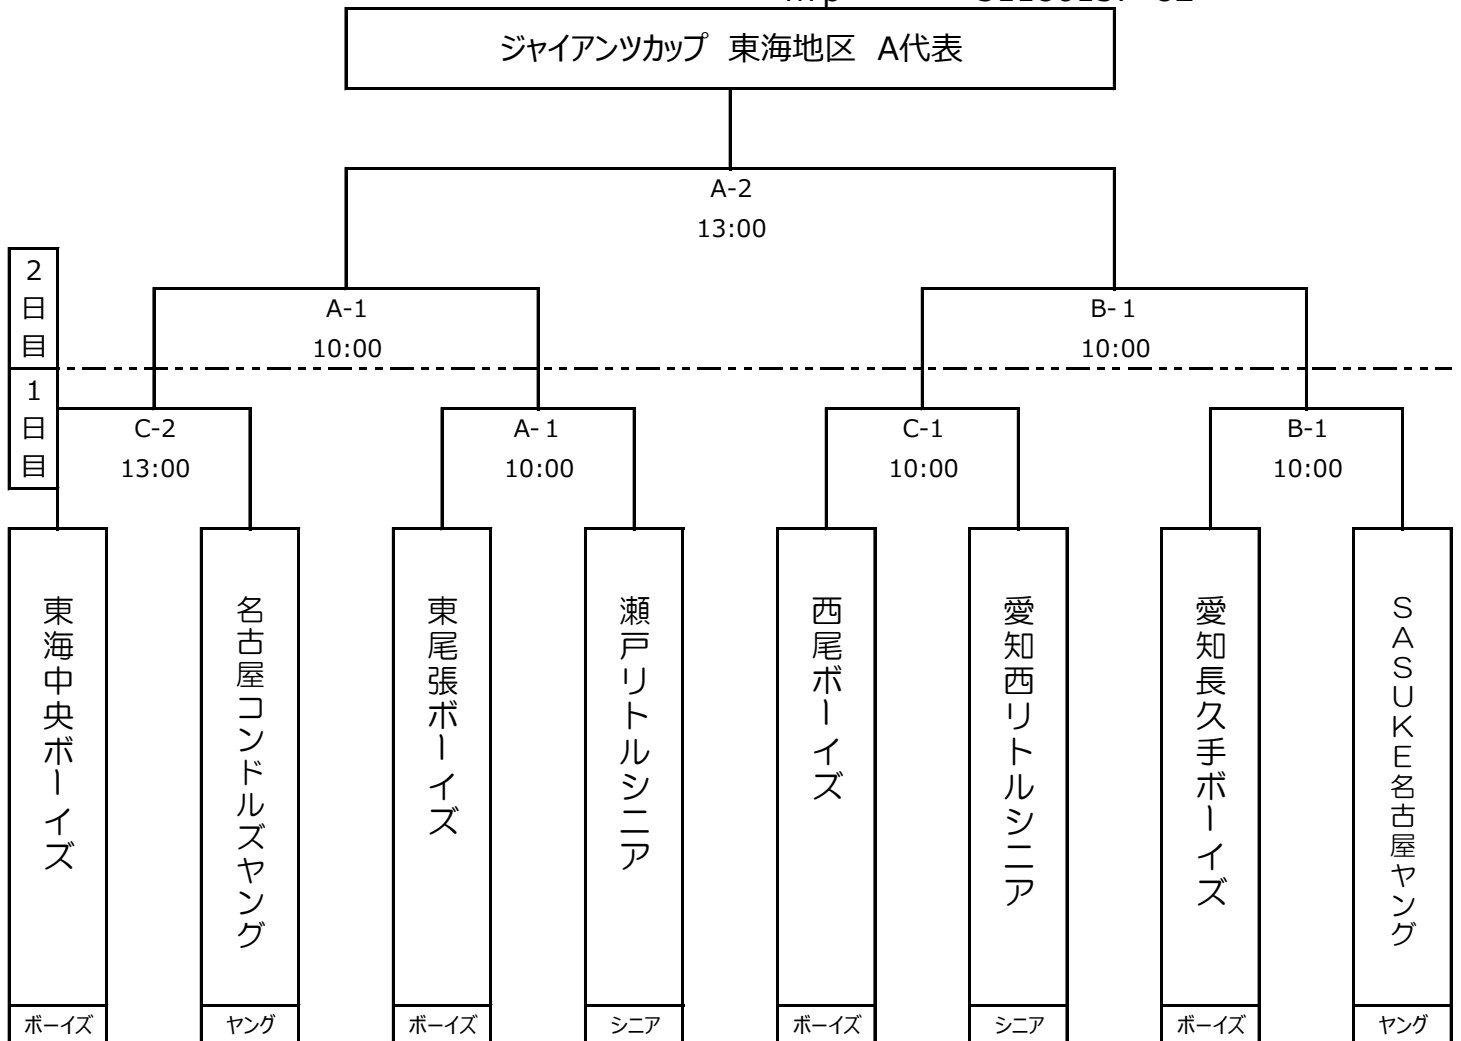 ジャイアンツカップ 東海地区 A代表
A-2
13:00
2日目
A-1
10:00
B-1
10:00
1日目
C-2
13:00
A-1
10:00
C-1
10:00
B-1
10:00
東海中央ボーイズ
名古屋コンドルズヤング
東尾張ボーイズ
瀬戸リトルシニア
西尾ボーイズ
愛知西リトルシニア
愛知長久手ボーイズ
SASUKE名古屋ヤング
ボーイズ
ヤング
ボーイズ
シニア
ボーイズ
シニア
ボーイズ
ヤング